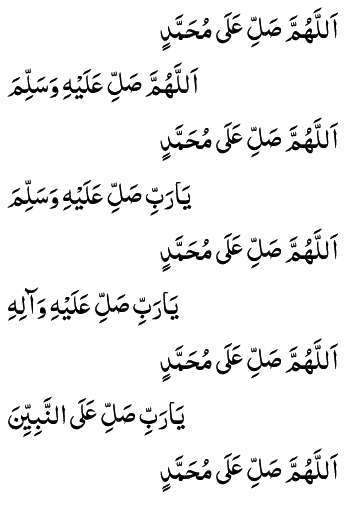 اَللَّهُمَّ صَلِّ عَلَى مُحَمَّدٍ
اَللَّهُمَّ صَلِّ عَلَيْهِ وَسَلِّمَ
اَللَّهُمَّ صَلِّ عَلَى مُحَمَّدٍ
يَارَبِّ صَلِّ عَلَيْهِ وَسَلِّمَ
اَللَّهُمَّ صَلِّ عَلَى مُحَمَّدٍ
يَارَبِّ صَلِّ عَلَيْهِ وَآلِهِ
اَللَّهُمَّ صَلِّ عَلَى مُحَمَّدٍ
يَارَبِّ صَلِّ عَلَى النَّبِيِّنَ
اَللَّهُمَّ صَلِّ عَلَى مُحَمَّدٍ